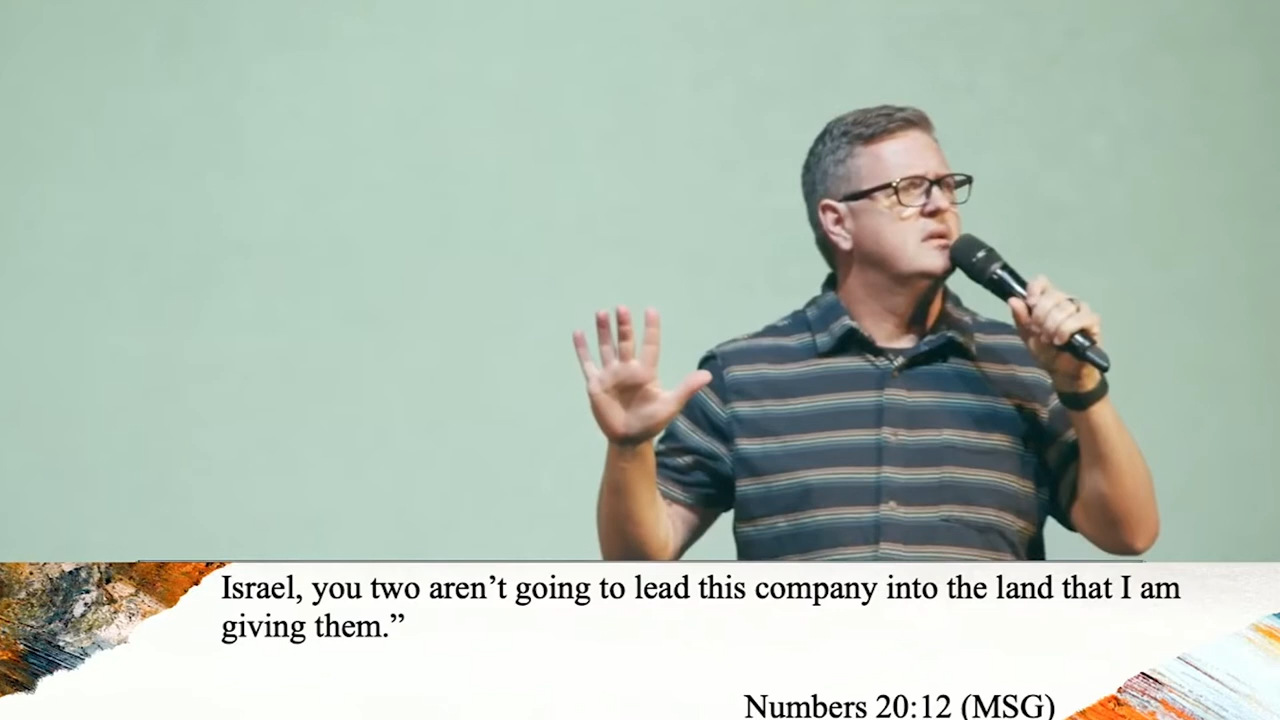 Israel, you two aren’t going to lead this company into the land that I am
giving them.”
Numbers 20:12 (MSG)